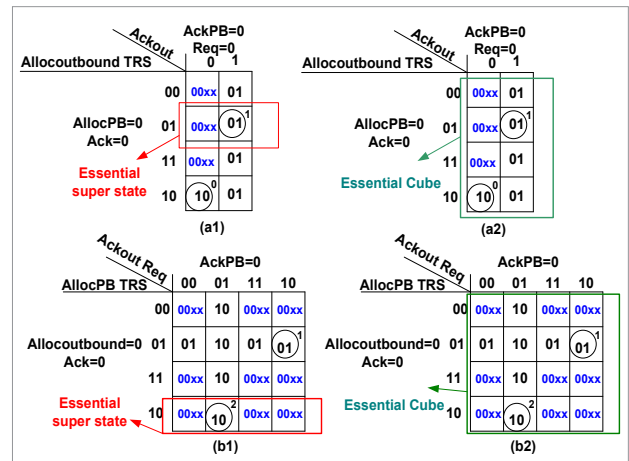 Ackout
AckPB=0
Req=0
Allocoutbound TRS
0 1
00 00xx 01
AllocPB=0
Ack=0
01 00xx 01 1
11 00xx 01
10 10 0 01
Essential
super state
(a1)
Ackout
AckPB=0
Req=0
Allocoutbound TRS
0 1
00 00xx 01
AllocPB=0
Ack=0
01 00xx 01 1
11 00xx 01
10 10 0 01
Essential Cube
(a2)
Ackout Req
AckPB=0
AllocPB TRS
00 01 11 10
00 00xx 10 00xx 00xx
Allocoutbound=0
Ack=0
01 01 10 01 01 1
11 00xx 10 00xx 00xx
10 00xx 10 2 00xx 00xx
Essential
super state
(b1)
Ackout Req
AckPB=0
AllocPB TRS
00 01 11 10
00 00xx 10 00xx 00xx
Allocoutbound=0
Ack=0
01 01 10 01 01 1
11 00xx 10 00xx 00xx
10 00xx 10 2 00xx 00xx
Essential Cube
(b2)